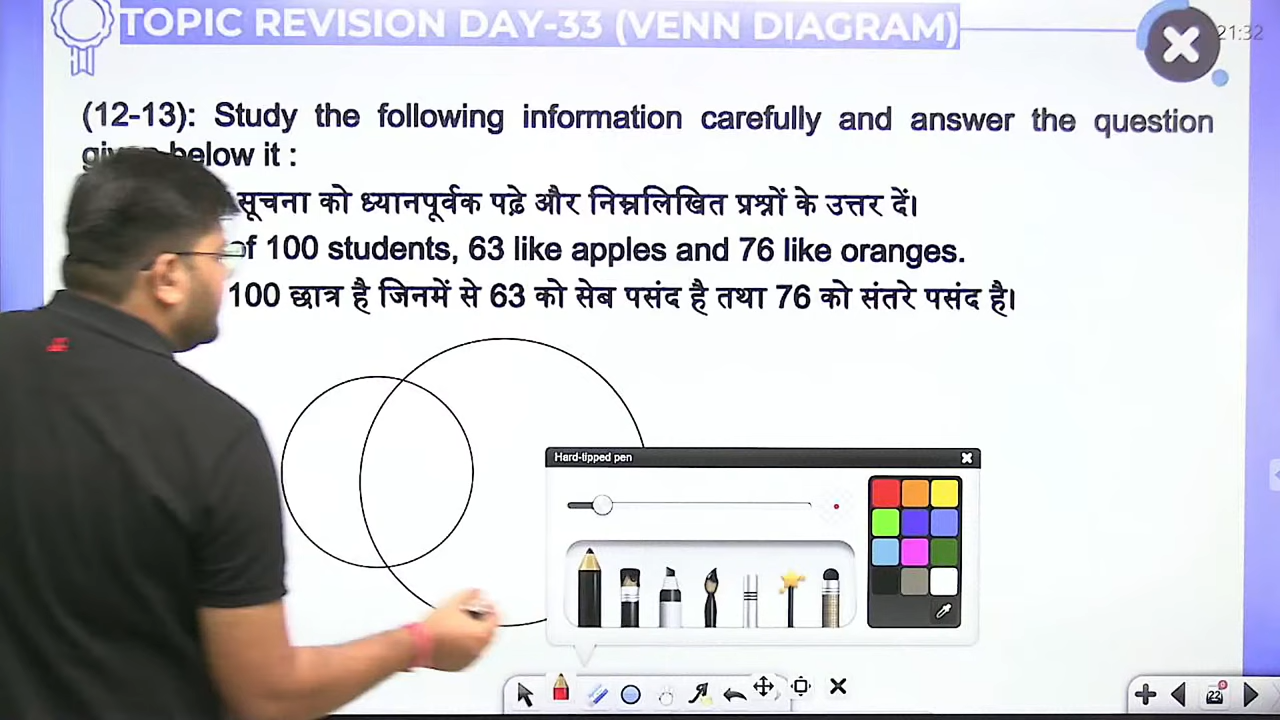 TOPIC REVISION DAY-33 (VENN DIAGRAM)
21:32
(12-13): Study the following information carefully and answer the question
below it :
सूचना को ध्यानपूर्वक पढ़े और निम्नलिखित प्रश्नों के उत्तर दें।
of 100 students, 63 like apples and 76 like oranges.
100 छात्र है जिनमें से 63 को सेब पसंद है तथा 76 को संतरे पसंद है।
Hard-tipped pen
22